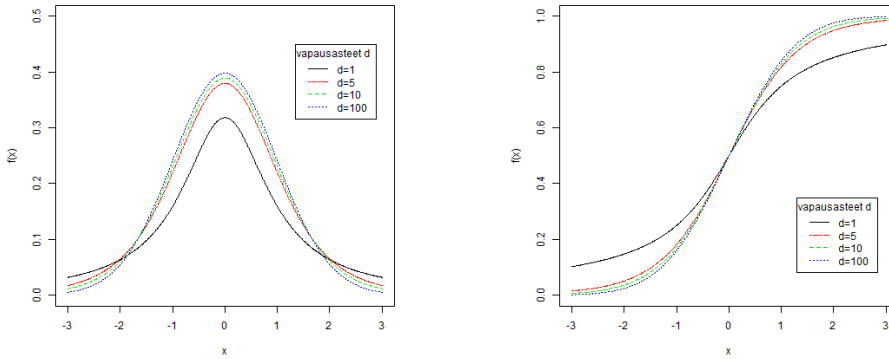 0.5
0.4
0.3
0.2
0.1
0.0
f(x)
vapausasteet d
d=1
d=5
d=10
d=100
-3 -2 -1 0 1 2 3
x
1.0
0.8
0.6
0.4
0.2
0.0
f(x)
vapausasteet d
d=1
d=5
d=10
d=100
-3 -2 -1 0 1 2 3
x